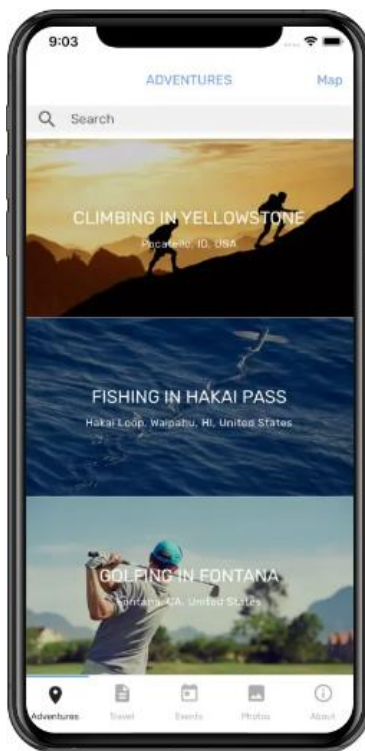 9:03
ADVENTURES Map
Search
CLIMBING IN YELLOWSTONE
Pocatello, ID, USA
FISHING IN HAKAI PASS
Hakai Loop, Waipahu, HI, United States
GOLFING IN FONTANA
Fontana, CA, United States
Adventures Travel Events Photos About